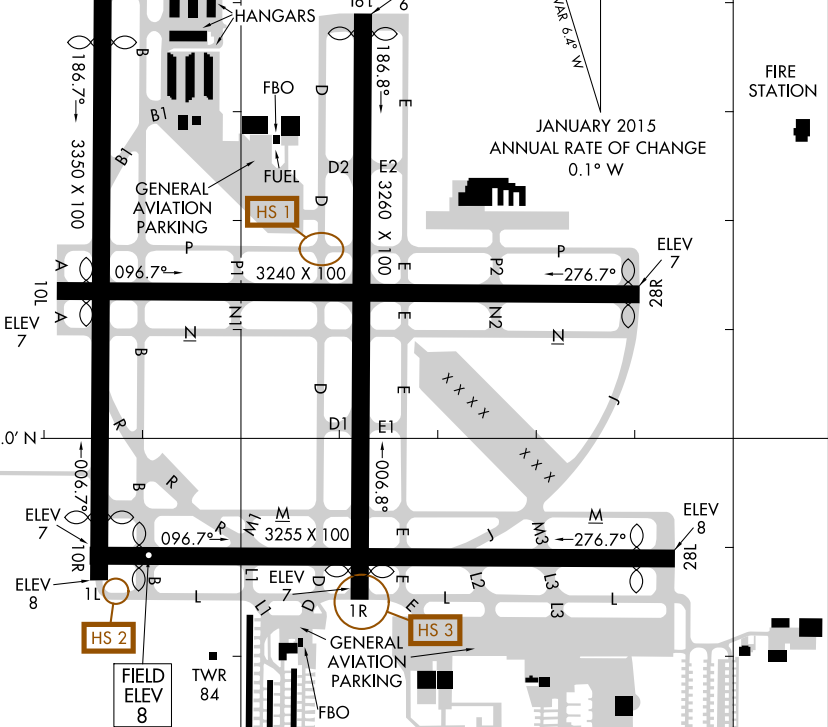 18L
6
HANGARS
VAR 6.4° W
B
186.7°
186.8°
D
E
FBO
FIRE
STATION
B1
JANUARY 2015
ANNUAL RATE OF CHANGE
0.1° W
3350 X 100
B1
D2
E2
FUEL
GENERAL
AVIATION
PARKING
D
3260 X 100
HS 1
P
P
ELEV
7
A
096.7°
P1
3240 X 100
E
P2
276.7°
10L
28R
A
N1
E
N2
ELEV
7
N
N
B
D
E
J
X X X X
R
D1
E1
.0' N
X X X
006.7°
006.8°
B
R
ELEV
7
M
M
ELEV
8
R
M1
J
M3
096.7°
3255 X 100
276.7°
10R
28L
ELEV
8
B
L1
ELEV
7
D
E
L2
L3
1L
L
L1
D
1R
E
L
L3
L
HS 2
HS 3
GENERAL
AVIATION
PARKING
FIELD
ELEV
8
TWR
84
FBO